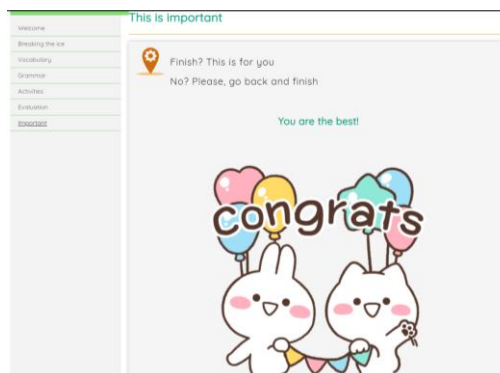 This is important
Welcome
Breaking the ice
Vocabulary
Grammar
Activities
Evaluation
Important
Finish? This is for you
No? Please, go back and finish
You are the best!
congrats